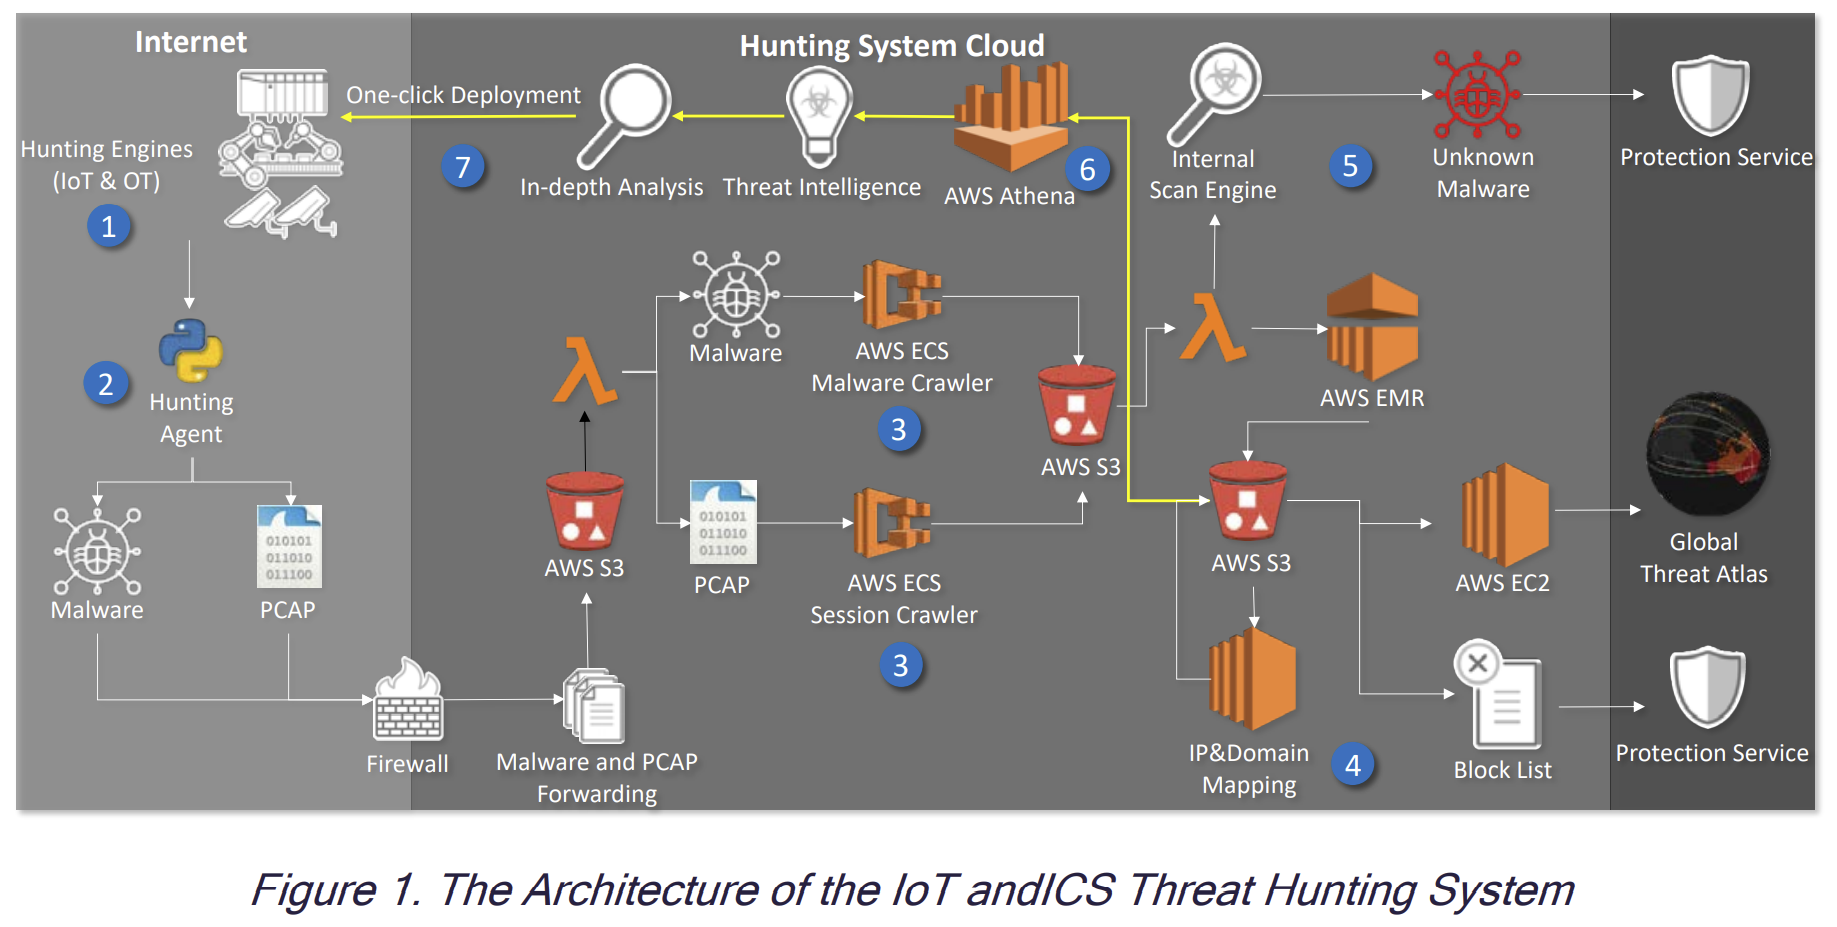 Internet
Hunting System Cloud
One-click Deployment
Hunting Engines
(IoT & OT)
1
7
In-depth Analysis
Threat Intelligence
AWS Athena
6
Internal
Scan Engine
5
Unknown
Malware
Protection Service
2
Hunting
Agent
Malware
010101
011010
011100
PCAP
Firewall
Malware and PCAP
Forwarding
AWS S3
Malware
AWS ECS
Malware Crawler
3
010101
011010
011100
PCAP
AWS ECS
Session Crawler
3
AWS S3
AWS EMR
AWS S3
IP&Domain
Mapping
4
AWS EC2
Global
Threat Atlas
Block List
Protection Service
Figure 1. The Architecture of the IoT andICS Threat Hunting System